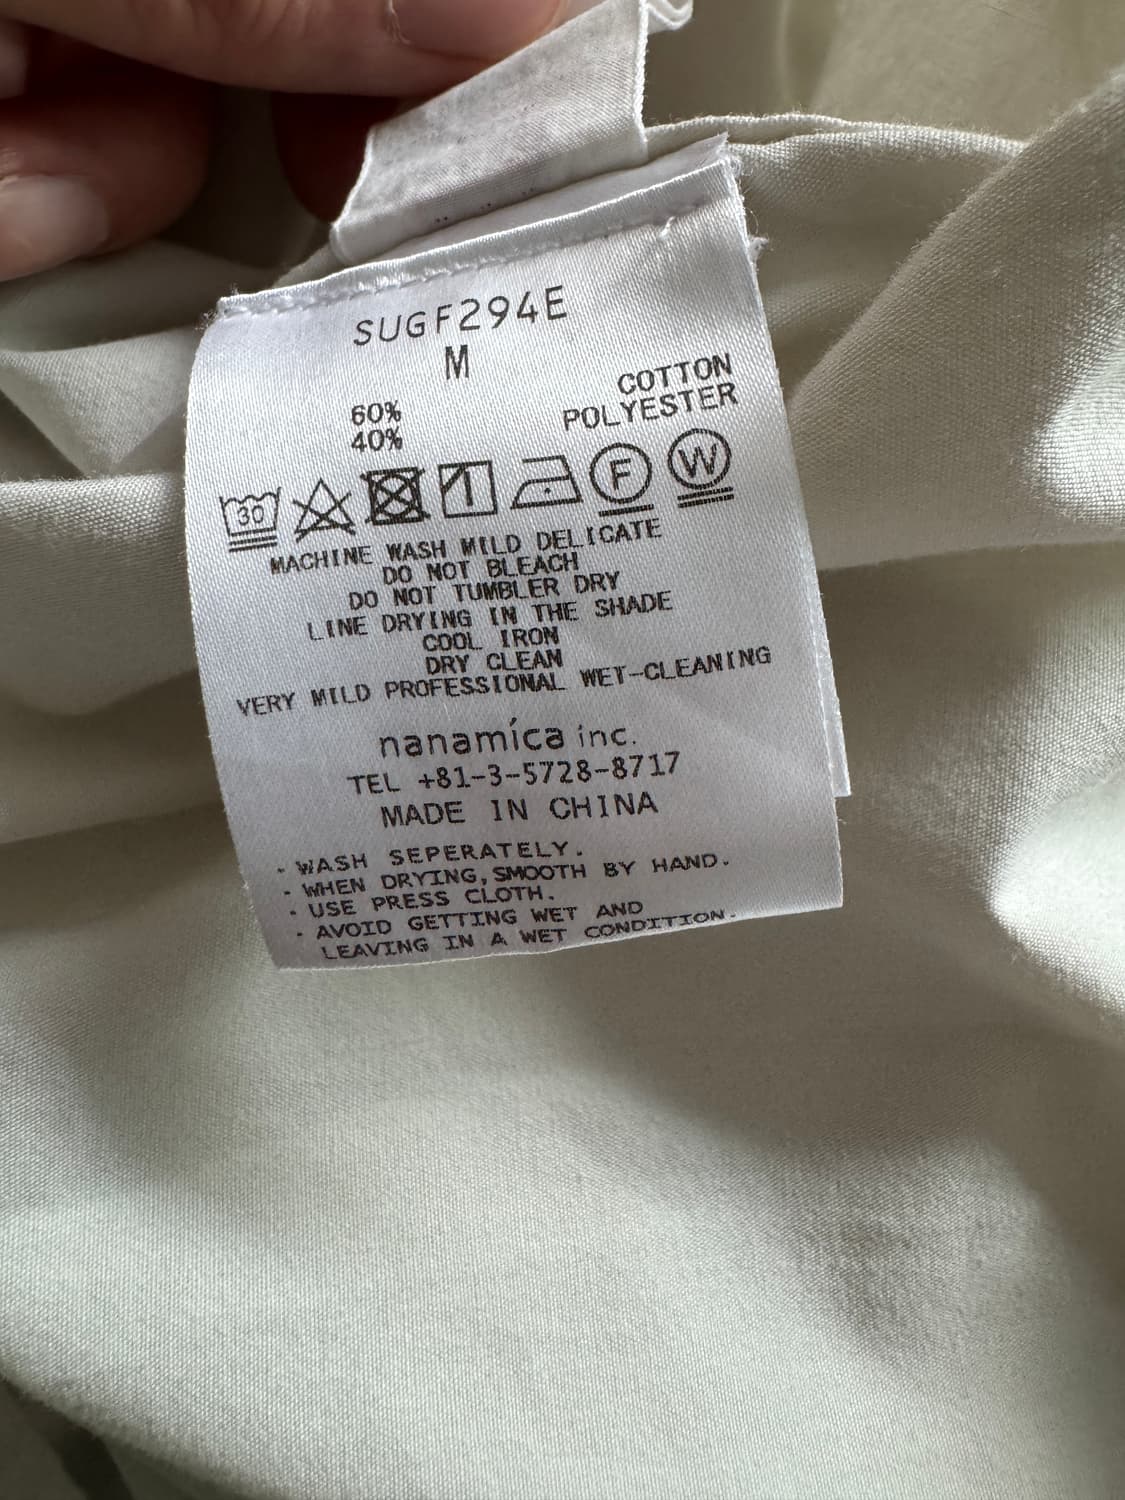 SUGF294E
M
60% COTTON
40% POLYESTER
30 F W
MACHINE WASH MILD DELICATE
DO NOT BLEACH
DO NOT TUMBLER DRY
LINE DRYING IN THE SHADE
COOL IRON
DRY CLEAN
VERY MILD PROFESSIONAL WET-CLEANING
nanamíca inc.
TEL +81-3-5728-8717
MADE IN CHINA
・WASH SEPERATELY.
・WHEN DRYING, SMOOTH BY HAND.
・USE PRESS CLOTH.
・AVOID GETTING WET AND
LEAVING IN A WET CONDITION.